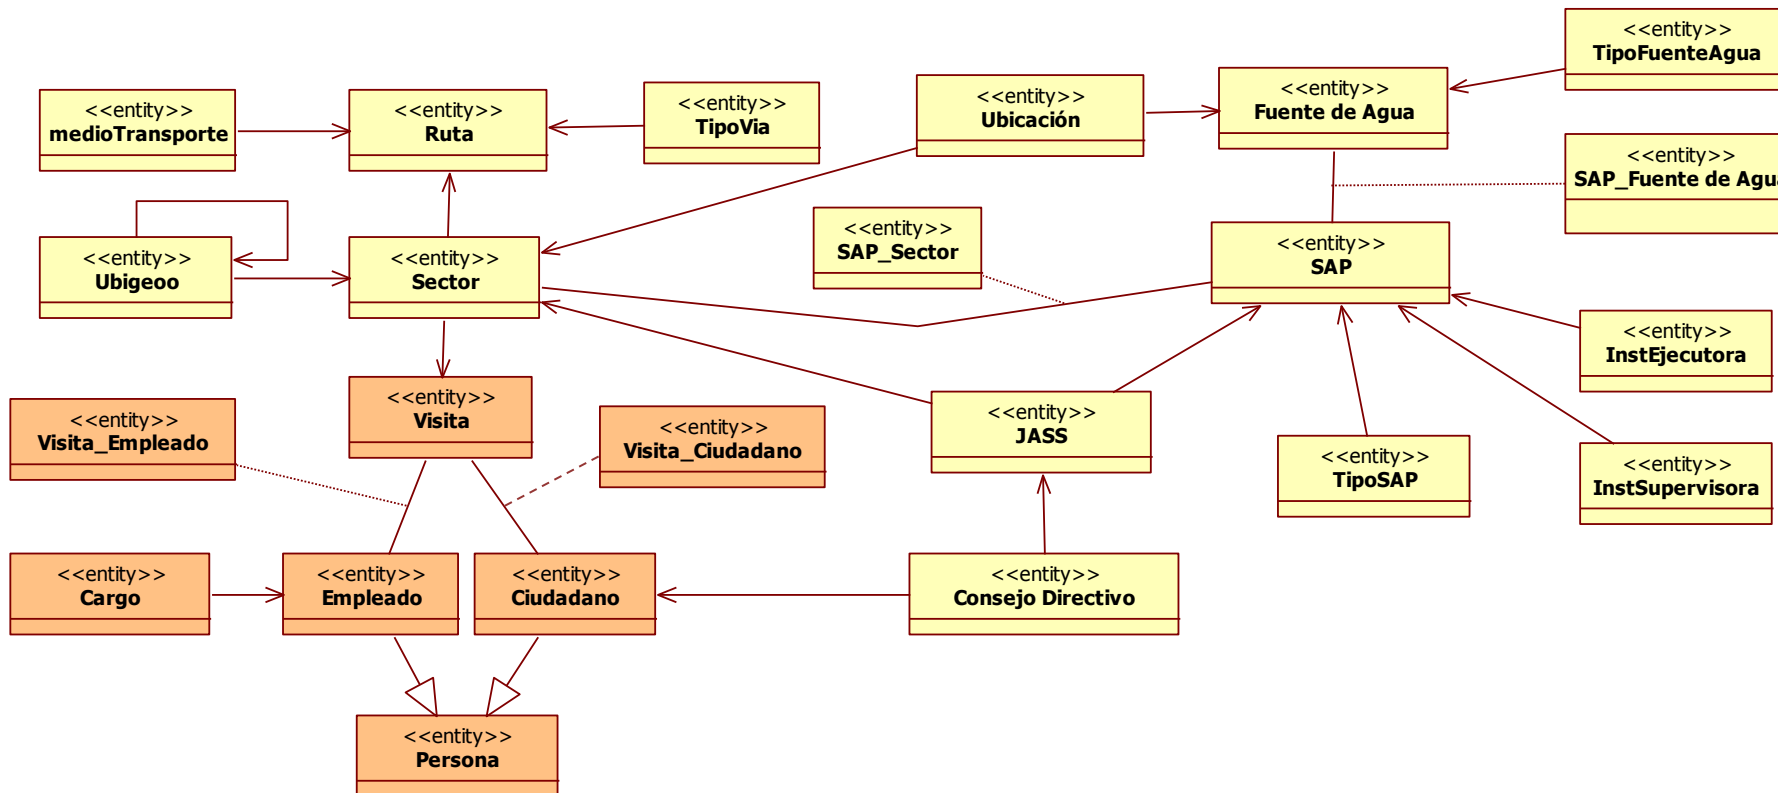 <<entity>>
TipoFuenteAgua
<<entity>>
medioTransporte
<<entity>>
Ruta
<<entity>>
TipoVia
<<entity>>
Ubicación
<<entity>>
Fuente de Agua
<<entity>>
SAP_Fuente de Agua
<<entity>>
Ubigeoo
<<entity>>
Sector
<<entity>>
SAP_Sector
<<entity>>
SAP
<<entity>>
InstEjecutora
<<entity>>
Visita_Empleado
<<entity>>
Visita
<<entity>>
Visita_Ciudadano
<<entity>>
JASS
<<entity>>
TipoSAP
<<entity>>
InstSupervisora
<<entity>>
Cargo
<<entity>>
Empleado
<<entity>>
Ciudadano
<<entity>>
Consejo Directivo
<<entity>>
Persona